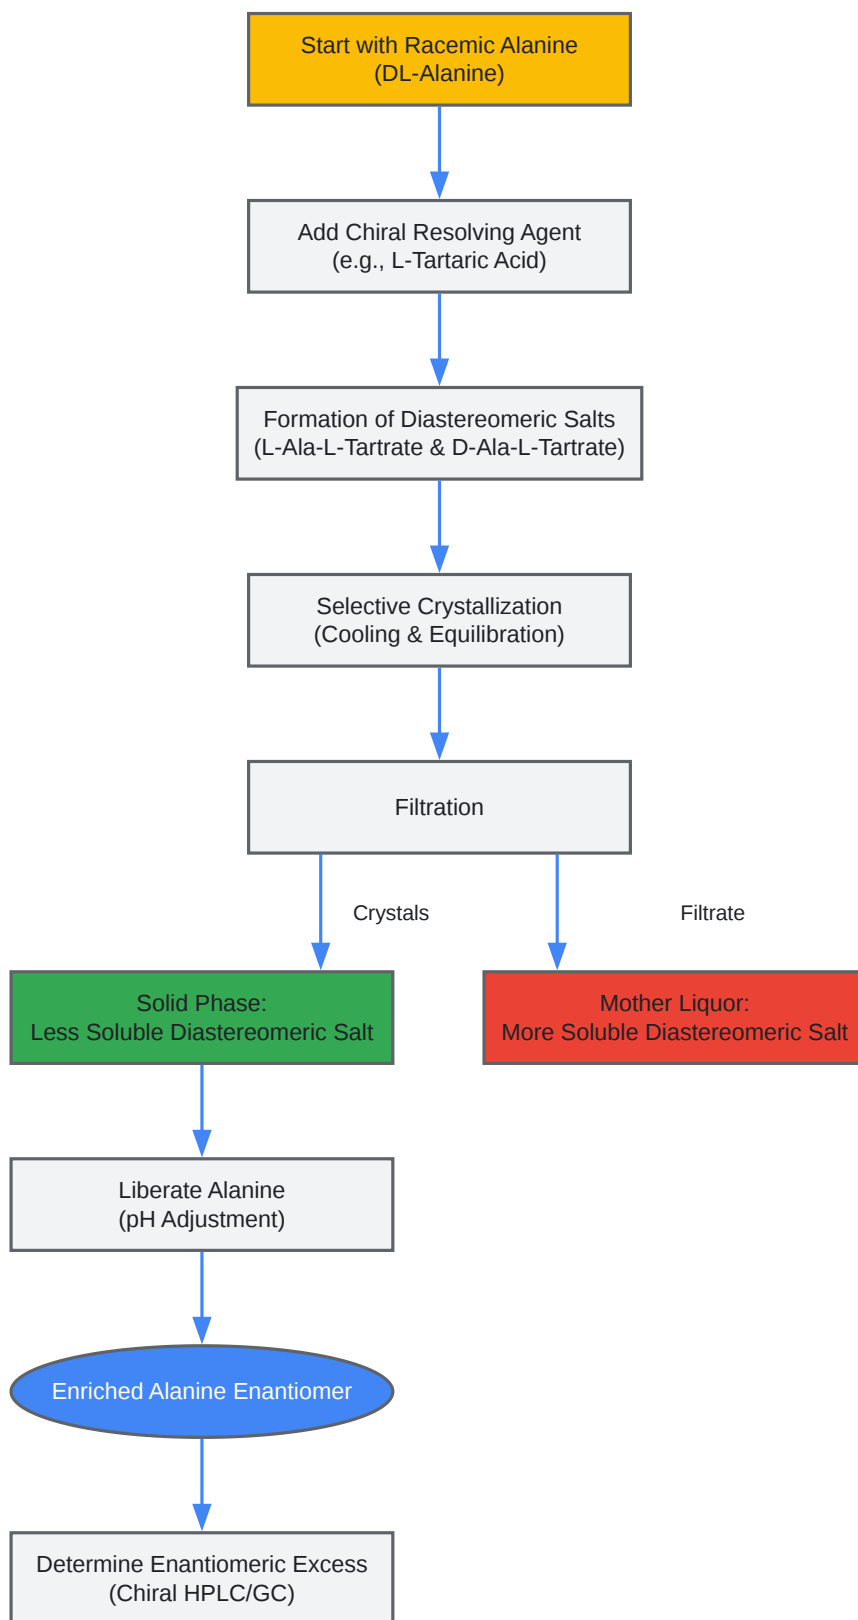 Start with Racemic Alanine
(DL-Alanine)
Add Chiral Resolving Agent
(e.g., L-Tartaric Acid)
Formation of Diastereomeric Salts
(L-Ala-L-Tartrate & D-Ala-L-Tartrate)
Selective Crystallization
(Cooling & Equilibration)
Filtration
Crystals
Filtrate
Solid Phase:
Less Soluble Diastereomeric Salt
Mother Liquor:
More Soluble Diastereomeric Salt
Liberate Alanine
(pH Adjustment)
Enriched Alanine Enantiomer
Determine Enantiomeric Excess
(Chiral HPLC/GC)